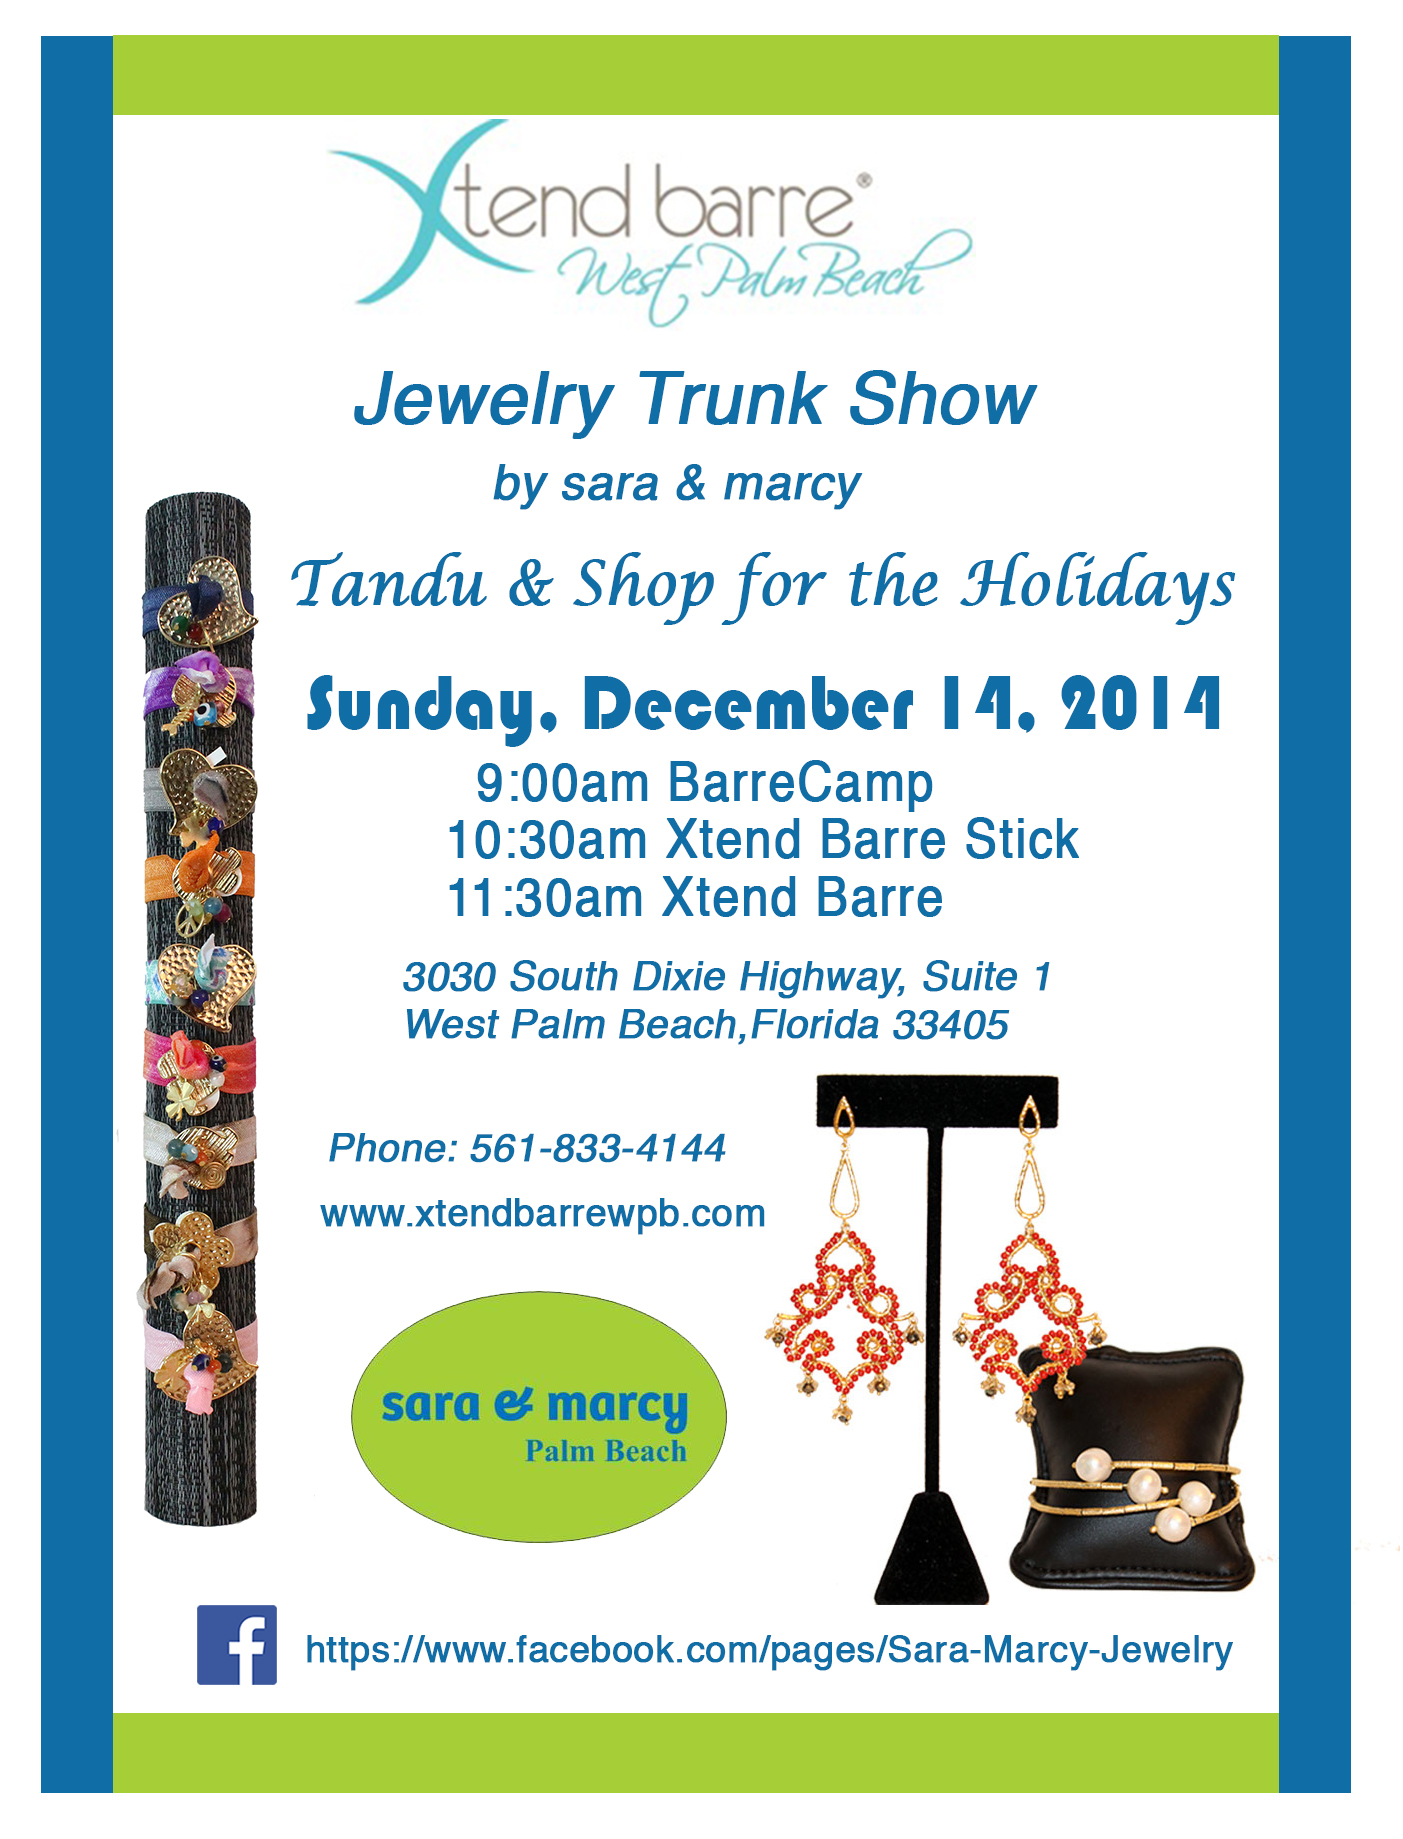 Xtend barre®
West Palm Beach
Jewelry Trunk Show
by sara & marcy
Tandu & Shop for the Holidays
Sunday, December 14, 2014
9:00am BarreCamp
10:30am Xtend Barre Stick
11:30am Xtend Barre
3030 South Dixie Highway, Suite 1
West Palm Beach,Florida 33405
Phone: 561-833-4144
www.xtendbarrewpb.com
sara & marcy
Palm Beach
f https://www.facebook.com/pages/Sara-Marcy-Jewelry